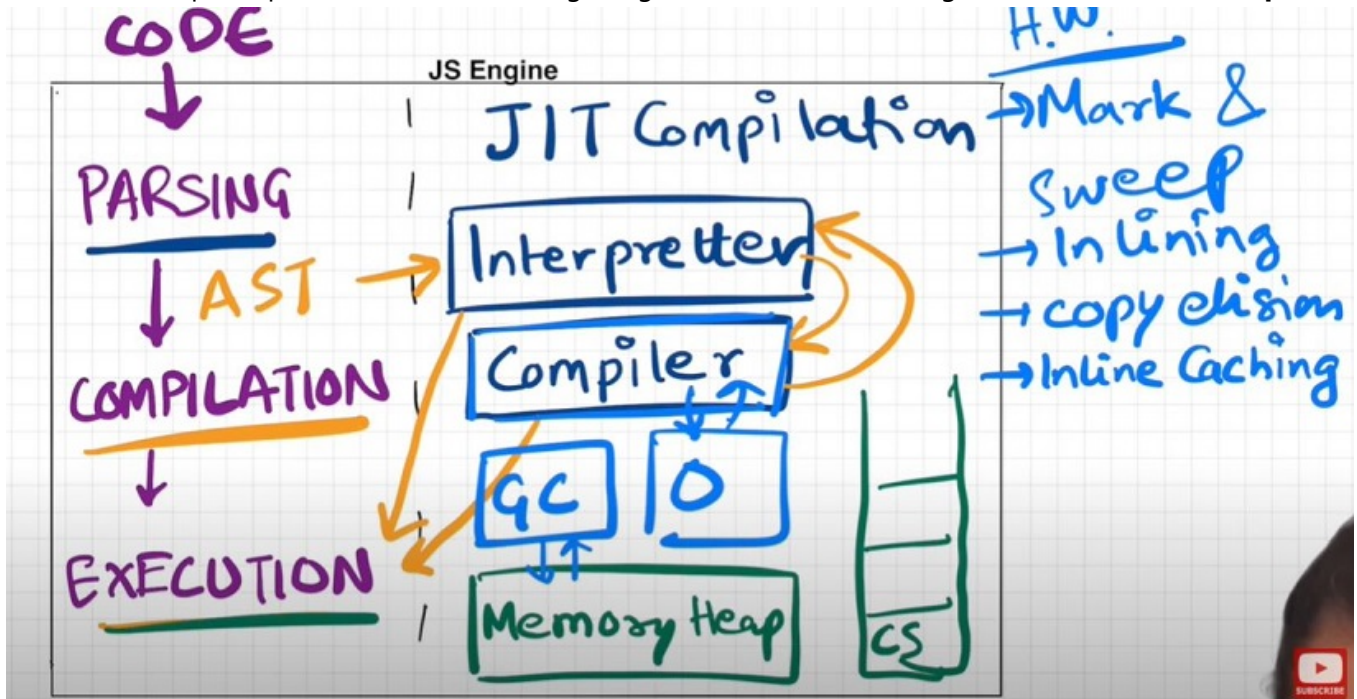 CODE
JS Engine
PARSING
AST
COMPILATION
EXECUTION
JIT Compilation
Interpretter
Compiler
GC
O
Memory Heap
CS
H.W.
→ Mark &
Sweep
→ Inlining
→ copy elision
→ Inline Caching
SUBSCRIBE